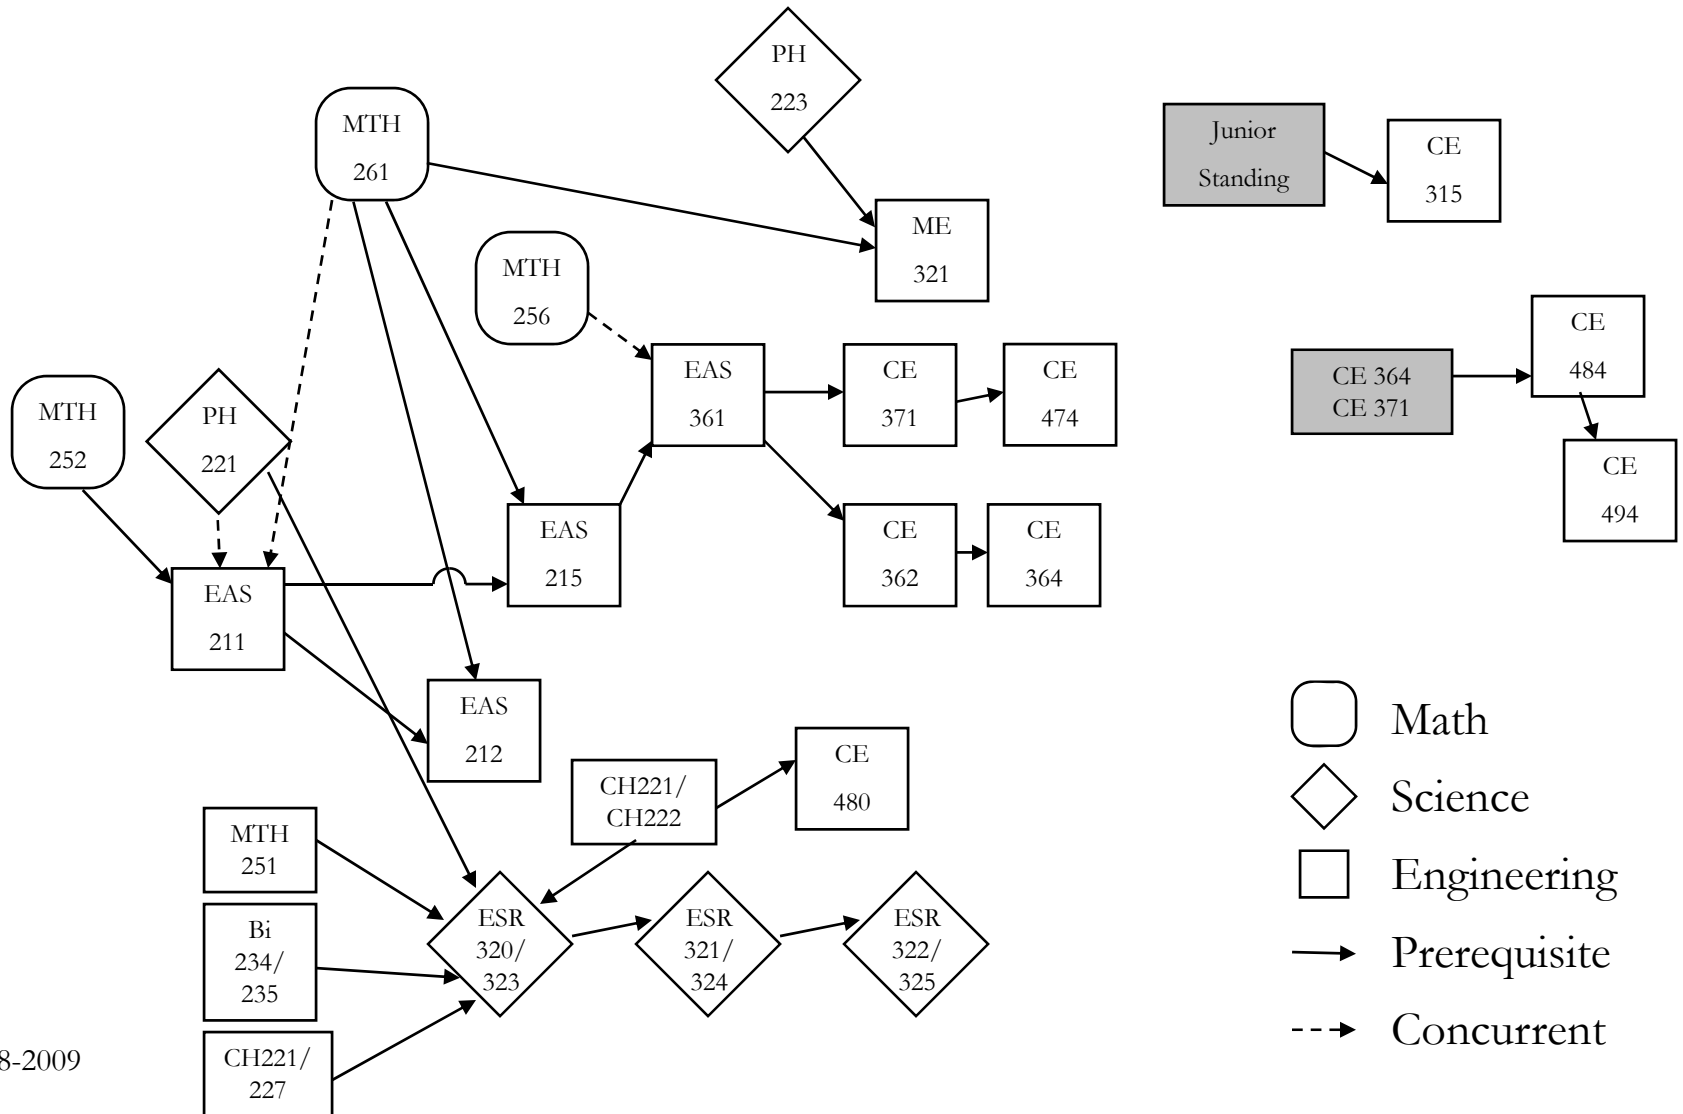 PH
223
MTH
261
Junior
Standing
CE
315
ME
321
MTH
256
CE
484
EAS
361
CE
371
CE
474
CE 364
CE 371
MTH
252
PH
221
CE
494
EAS
215
CE
362
CE
364
EAS
211
EAS
212
CH221/
CH222
CE
480
MTH
251
Bi
234/
235
CH221/
227
ESR
320/
323
ESR
321/
324
ESR
322/
325
Math
Science
Engineering
Prerequisite
Concurrent
8-2009